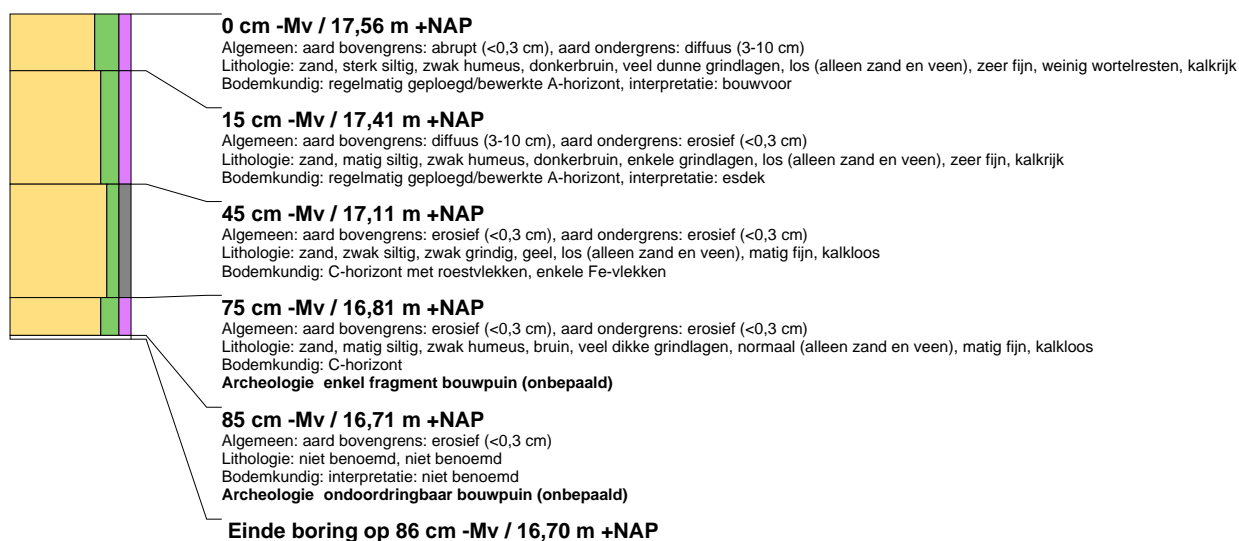 0 cm -Mv / 17,56 m +NAP
Algemeen: aard bovengrens: abrupt (<0,3 cm), aard ondergrens: diffuus (3-10 cm)
Lithologie: zand, sterk siltig, zwak humeus, donkerbruin, veel dunne grindlagen, los (alleen zand en veen), zeer fijn, weinig wortelresten, kalkrijk
Bodemkundig: regelmatig geploegd/bewerkte A-horizont, interpretatie: bouwvoor
15 cm -Mv / 17,41 m +NAP
Algemeen: aard bovengrens: diffuus (3-10 cm), aard ondergrens: erosief (<0,3 cm)
Lithologie: zand, matig siltig, zwak humeus, donkerbruin, enkele grindlagen, los (alleen zand en veen), zeer fijn, kalkrijk
Bodemkundig: regelmatig geploegd/bewerkte A-horizont, interpretatie: esdek
45 cm -Mv / 17,11 m +NAP
Algemeen: aard bovengrens: erosief (<0,3 cm), aard ondergrens: erosief (<0,3 cm)
Lithologie: zand, zwak siltig, zwak grindig, geel, los (alleen zand en veen), matig fijn, kalkloos
Bodemkundig: C-horizont met roestvlekken, enkele Fe-vlekken
75 cm -Mv / 16,81 m +NAP
Algemeen: aard bovengrens: erosief (<0,3 cm), aard ondergrens: erosief (<0,3 cm)
Lithologie: zand, matig siltig, zwak humeus, bruin, veel dikke grindlagen, normaal (alleen zand en veen), matig fijn, kalkloos
Bodemkundig: C-horizont
Archeologie enkel fragment bouwpuin (onbepaald)
85 cm -Mv / 16,71 m +NAP
Algemeen: aard bovengrens: erosief (<0,3 cm)
Lithologie: niet benoemd, niet benoemd
Bodemkundig: interpretatie: niet benoemd
Archeologie ondoordringbaar bouwpuin (onbepaald)
Einde boring op 86 cm -Mv / 16,70 m +NAP